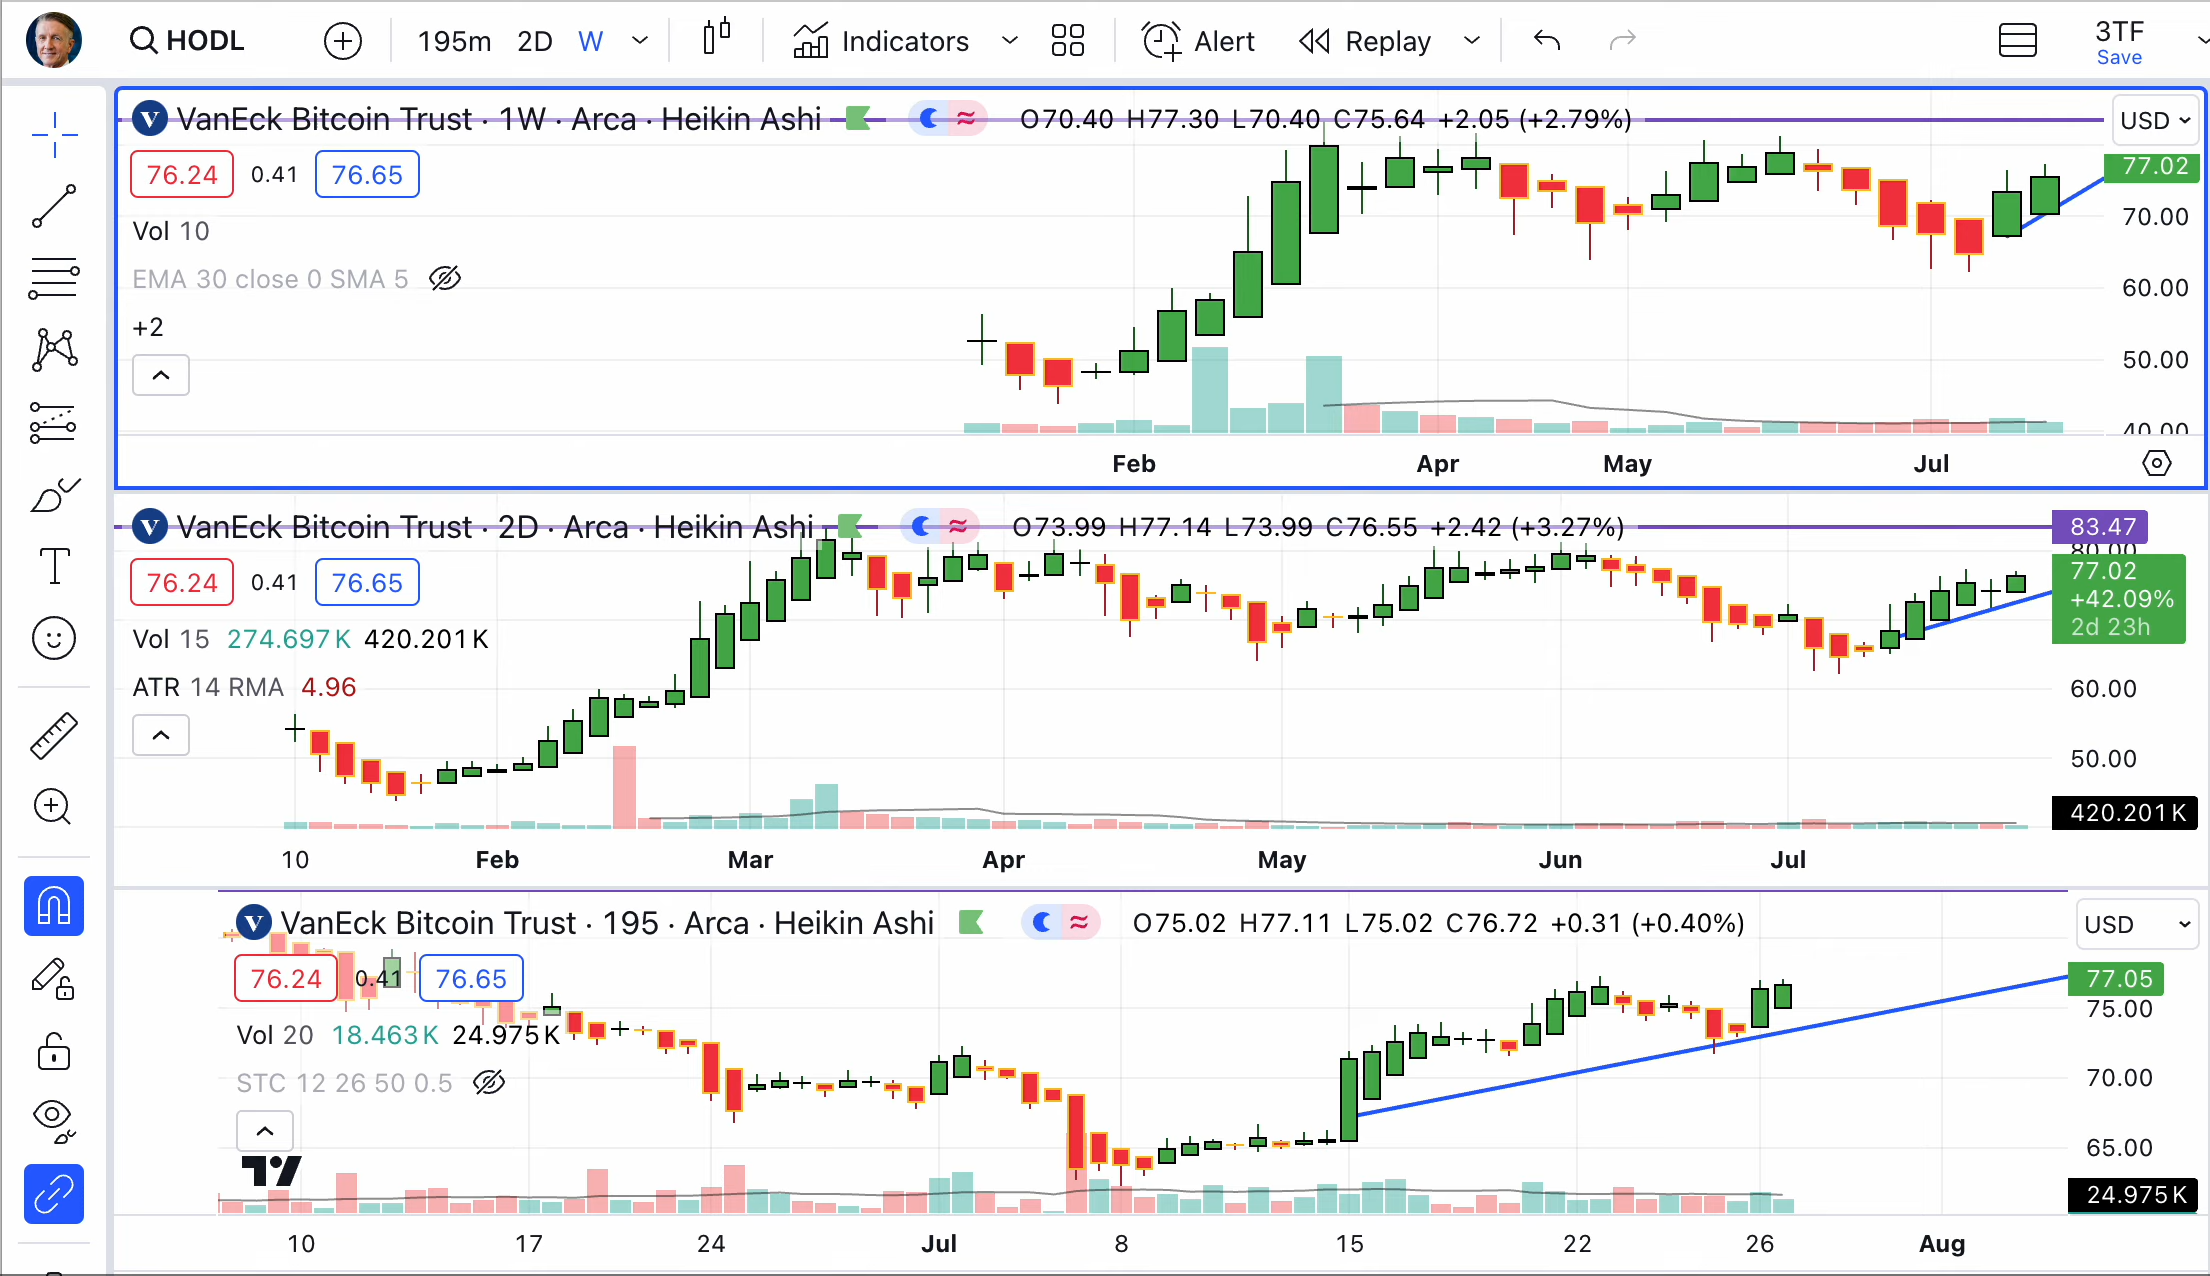 HODL 195m 2D W Indicators Alert Replay 3TF
Save
V VanEck Bitcoin Trust · 1W · Arca · Heikin Ashi O70.40 H77.30 L70.40 C75.64 +2.05 (+2.79%) USD
76.24 0.41 76.65 77.02
Vol 10 70.00
EMA 30 close 0 SMA 5 60.00
+2
50.00
40.00
Feb Apr May Jul
V VanEck Bitcoin Trust · 2D · Arca · Heikin Ashi O73.99 H77.14 L73.99 C76.55 +2.42 (+3.27%) 83.47
80.00
76.24 0.41 76.65 77.02
+42.09%
2d 23h
Vol 15 274.697K 420.201K
ATR 14 RMA 4.96 60.00
50.00
420.201K
10 Feb Mar Apr May Jun Jul
V VanEck Bitcoin Trust · 195 · Arca · Heikin Ashi O75.02 H77.11 L75.02 C76.72 +0.31 (+0.40%) USD
76.24 0.41 76.65 77.05
75.00
Vol 20 18.463K 24.975K
STC 12 26 50 0.5 70.00
65.00
24.975K
10 17 24 Jul 8 15 22 26 Aug